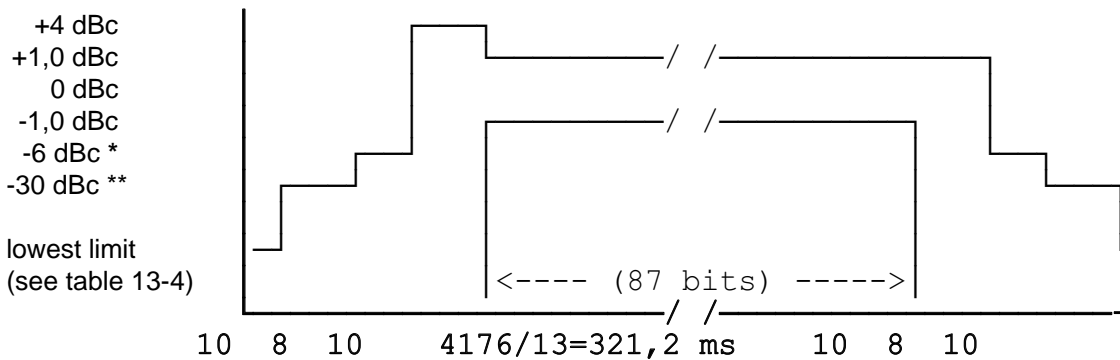 +4 dBc
+1,0 dBc
0 dBc
-1,0 dBc
-6 dBc *
-30 dBc **
lowest limit
(see table 13-4)
<---- (87 bits) ----->
10 8 10 4176/13=321,2 ms 10 8 10